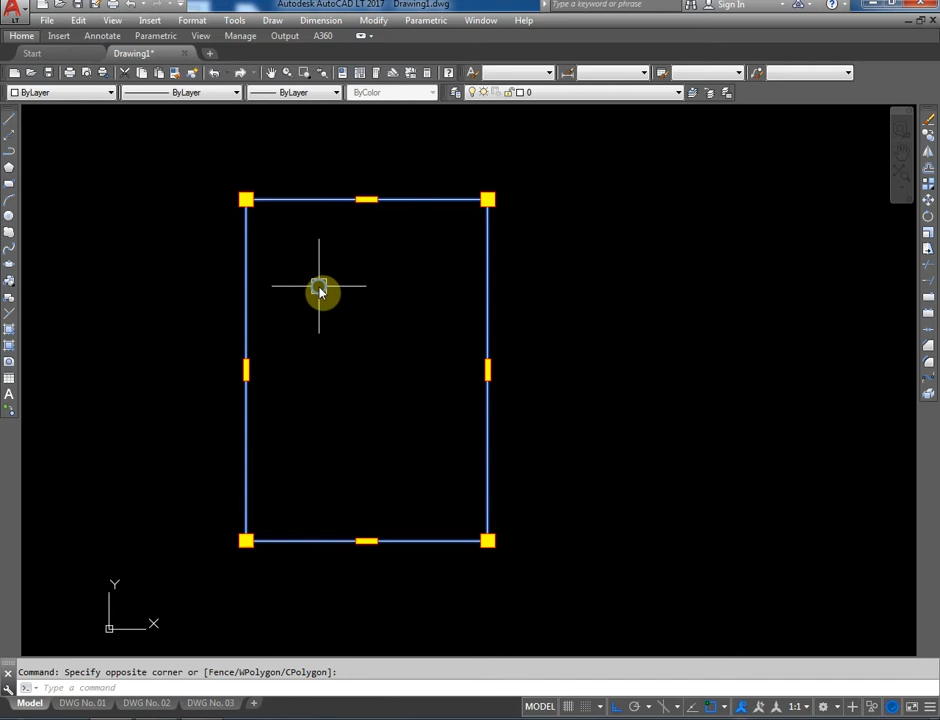 Autodesk AutoCAD LT 2017 Drawing1.dwg
Type a keyword or phrase
Sign In
LT
File Edit View Insert Format Tools Draw Dimension Modify Parametric Window Help
Home Insert Annotate Parametric View Manage Output A360
Start Drawing1*
ByLayer ByLayer ByLayer ByColor 0
Y
X
Command: Specify opposite corner or [Fence/WPolygon/CPolygon]:
Type a command
Model DWG No. 01 DWG No. 02 DWG No. 03
MODEL 1:1